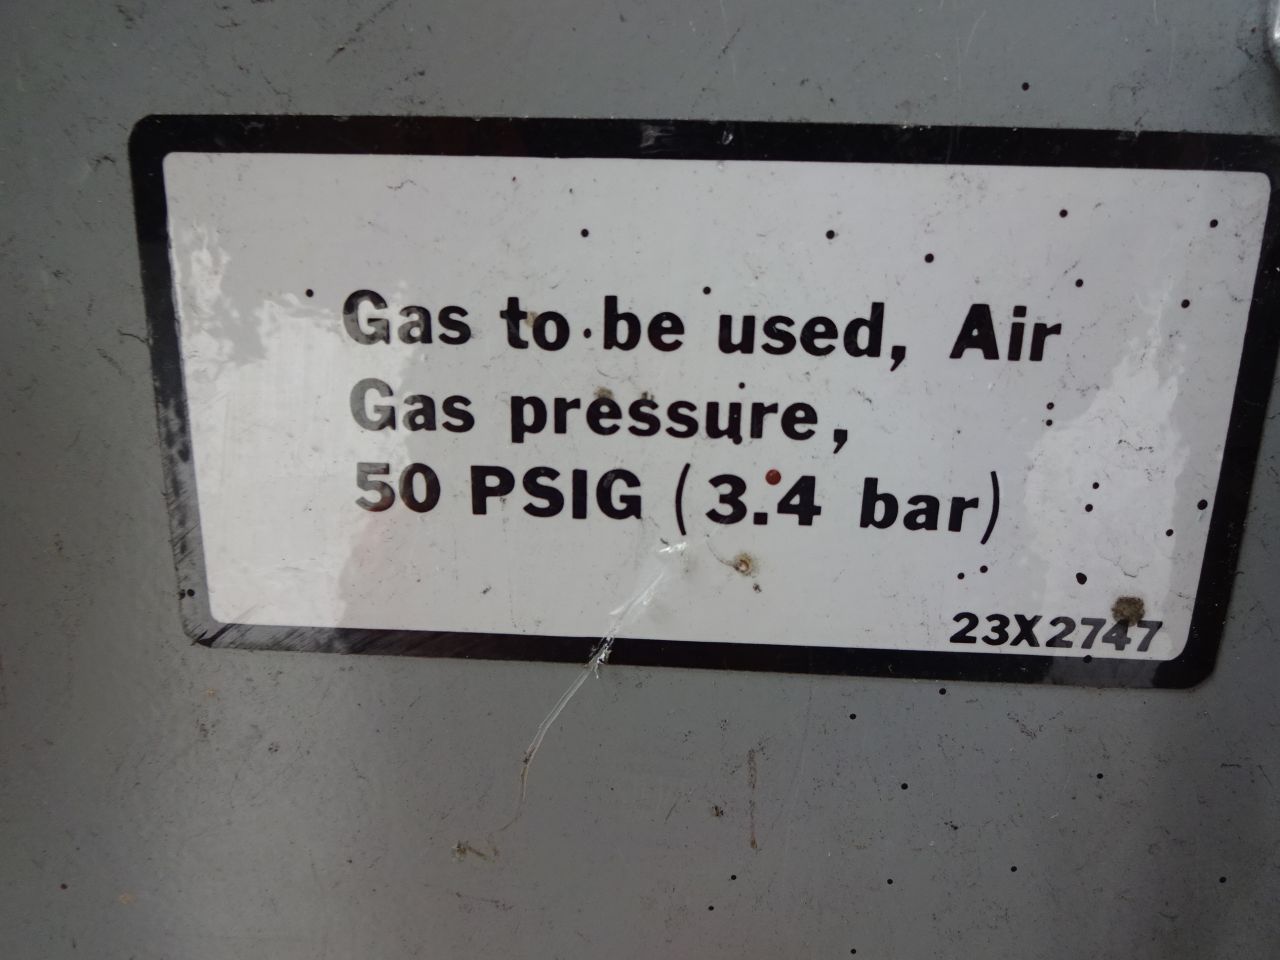 Gas to be used, Air
Gas pressure,
50 PSIG (3.4 bar)
23X2747